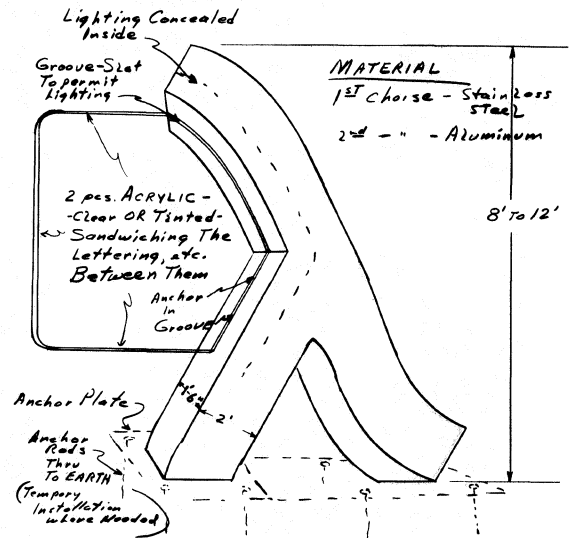 Lighting Concealed
Inside
Groove-Slot
To permit
Lighting
MATERIAL
1ST Choise - Stainless
STeel
2nd - " - Aluminum
8' To 12'
2 pcs. ACRYLIC -
-Clear OR Tinted-
Sandwiching The
Lettering, etc.
Between Them
Anchor
in
Groove
1'-6"
2'
Anchor Plate
Anchor
Rods
Thru
To EARTH
(Tempory
Installation
where Needed)